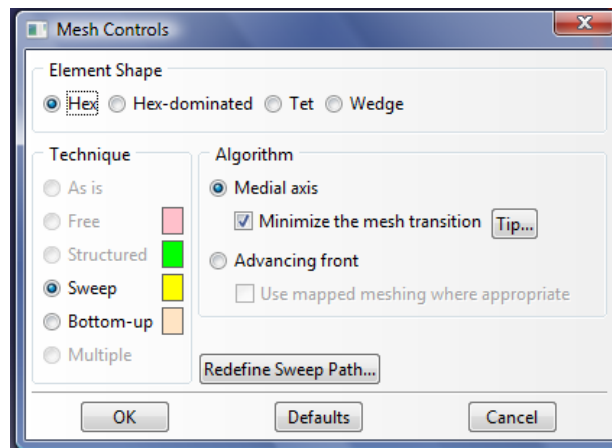 Mesh Controls
Element Shape
Hex Hex-dominated Tet Wedge
Technique
As is
Free
Structured
Sweep
Bottom-up
Multiple
Algorithm
Medial axis
Minimize the mesh transition Tip...
Advancing front
Use mapped meshing where appropriate
Redefine Sweep Path...
OK Defaults Cancel